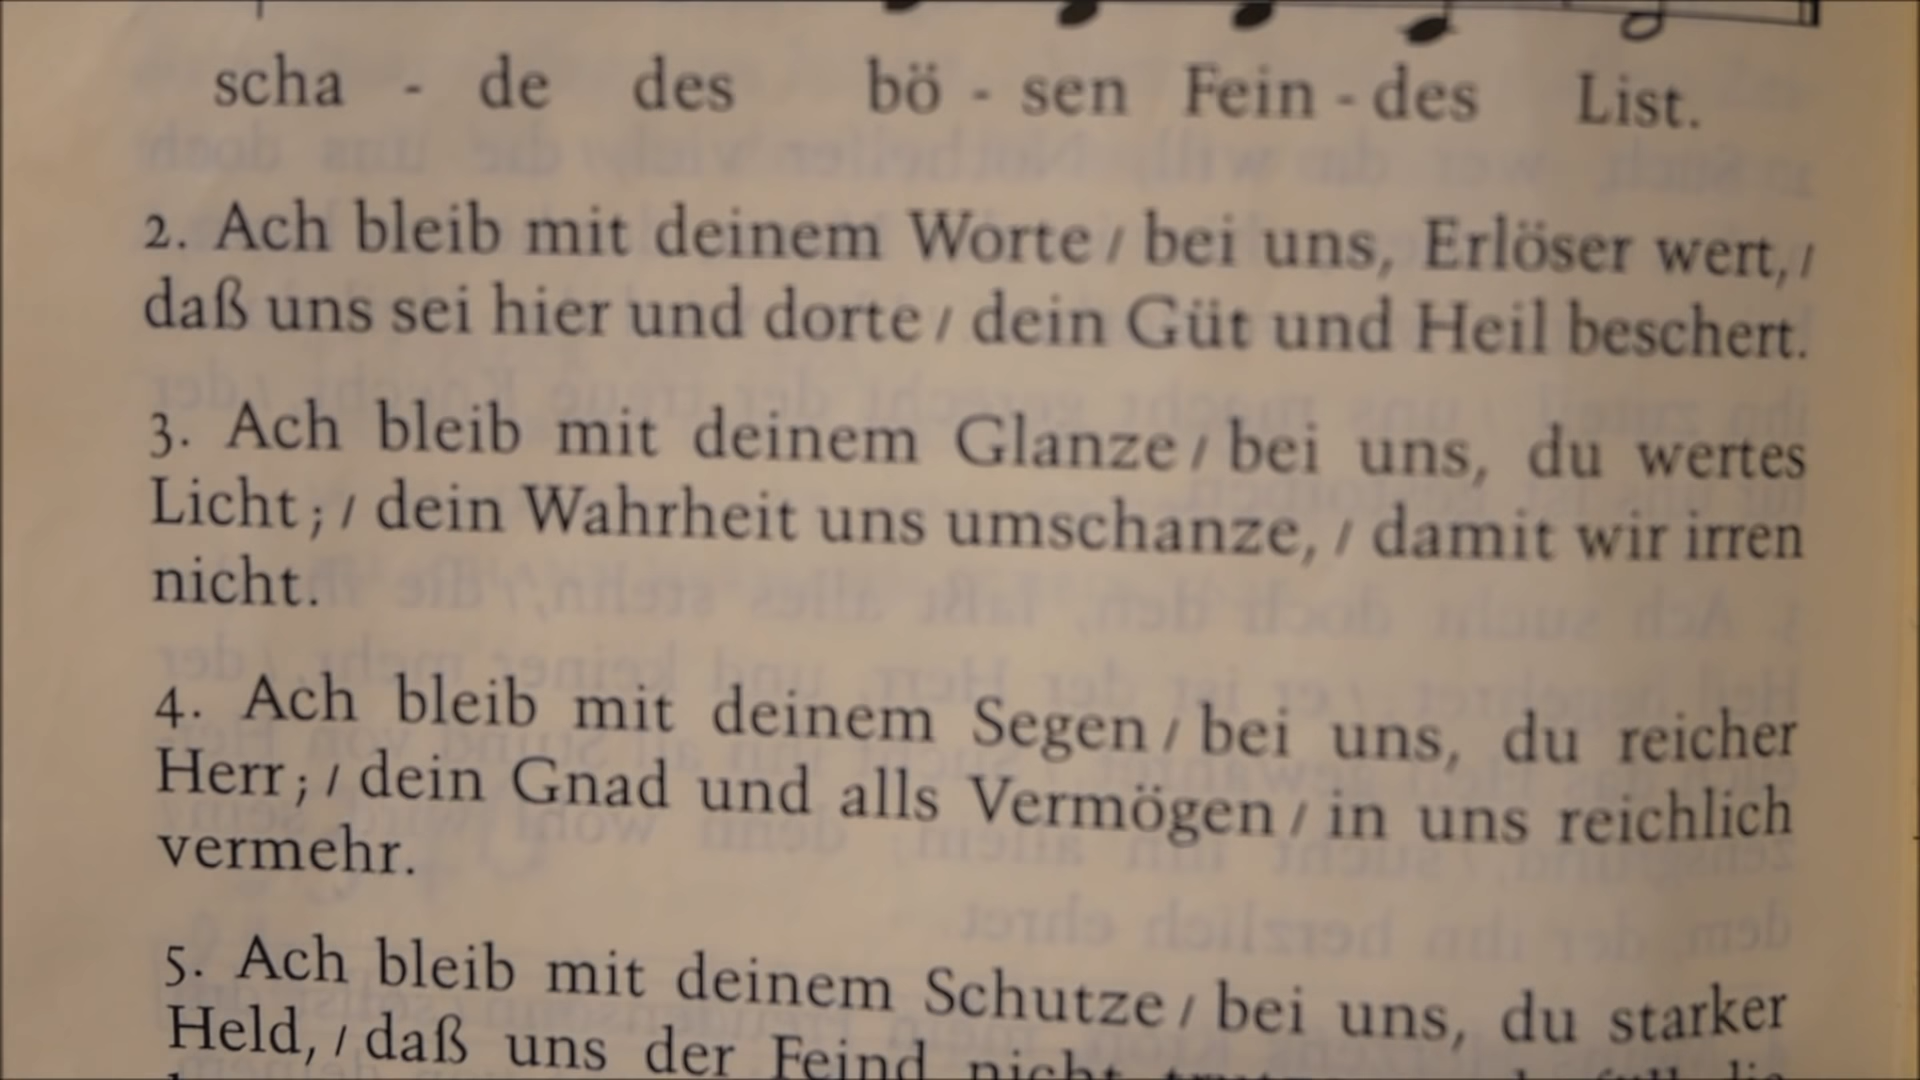 scha - de des bö - sen Fein - des List.
2. Ach bleib mit deinem Worte / bei uns, Erlöser wert, /
daß uns sei hier und dorte / dein Güt und Heil beschert.
3. Ach bleib mit deinem Glanze / bei uns, du wertes
Licht; / dein Wahrheit uns umschanze, / damit wir irren
nicht.
4. Ach bleib mit deinem Segen / bei uns, du reicher
Herr; / dein Gnad und alls Vermögen / in uns reichlich
vermehr.
5. Ach bleib mit deinem Schutze / bei uns, du starker
Held, / daß uns der Feind nicht